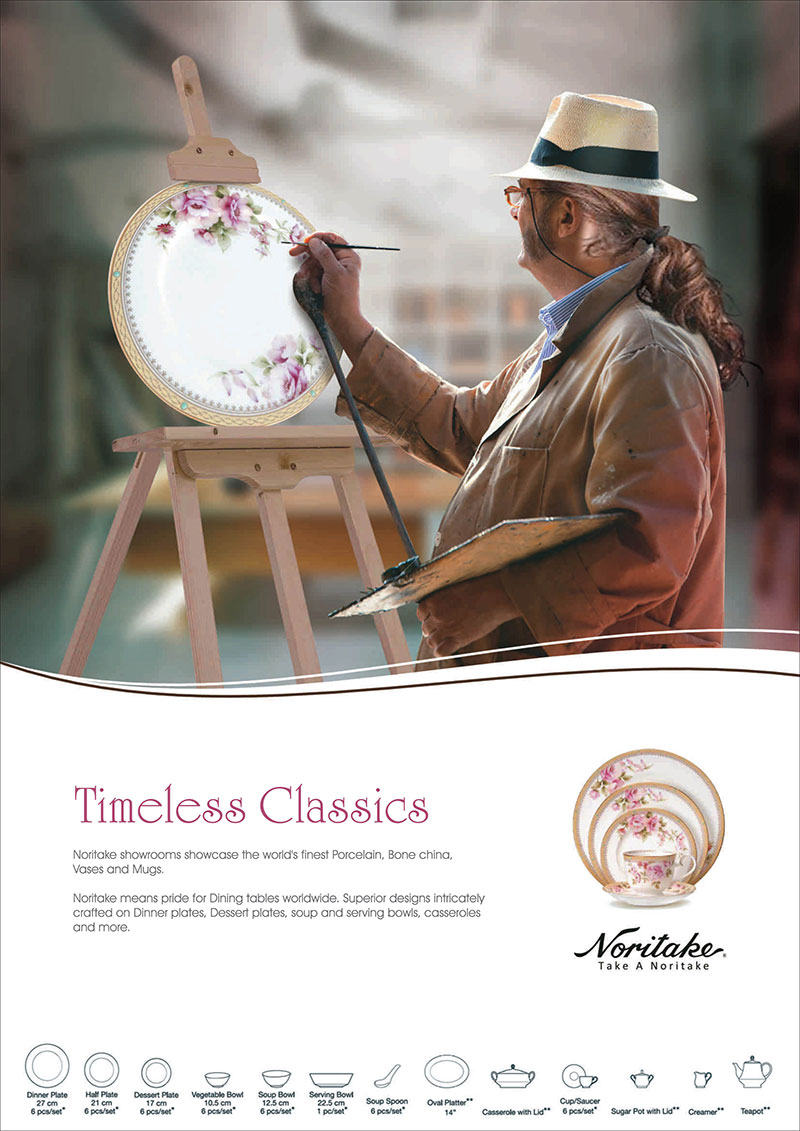 Timeless Classics
Noritake showrooms showcase the world's finest Porcelain, Bone china,
Vases and Mugs.
Noritake means pride for Dining tables worldwide. Superior designs intricately
crafted on Dinner plates, Dessert plates, soup and serving bowls, casseroles
and more.
Noritake®
Take A Noritake
Dinner Plate
27 cm
6 pcs/set*
Half Plate
21 cm
6 pcs/set*
Dessert Plate
17 cm
6 pcs/set*
Vegetable Bowl
10.5 cm
6 pcs/set*
Soup Bowl
12.5 cm
6 pcs/set*
Serving Bowl
22.5 cm
1 pc/set*
Soup Spoon
6 pcs/set*
Oval Platter**
14"
Casserole with Lid**
Cup/Saucer
6 pcs/set*
Sugar Pot with Lid**
Creamer**
Teapot**